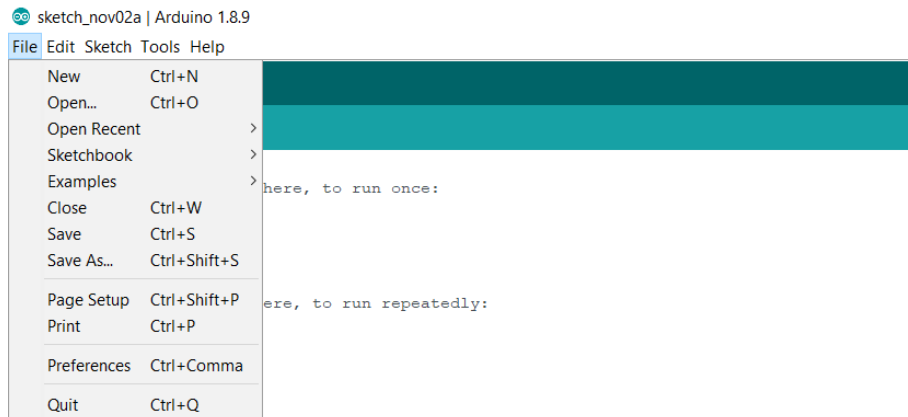 sketch_nov02a | Arduino 1.8.9
File Edit Sketch Tools Help
New Ctrl+N
Open... Ctrl+O
Open Recent
Sketchbook
Examples
here, to run once:
Close Ctrl+W
Save Ctrl+S
Save As... Ctrl+Shift+S
Page Setup Ctrl+Shift+P
ere, to run repeatedly:
Print Ctrl+P
Preferences Ctrl+Comma
Quit Ctrl+Q